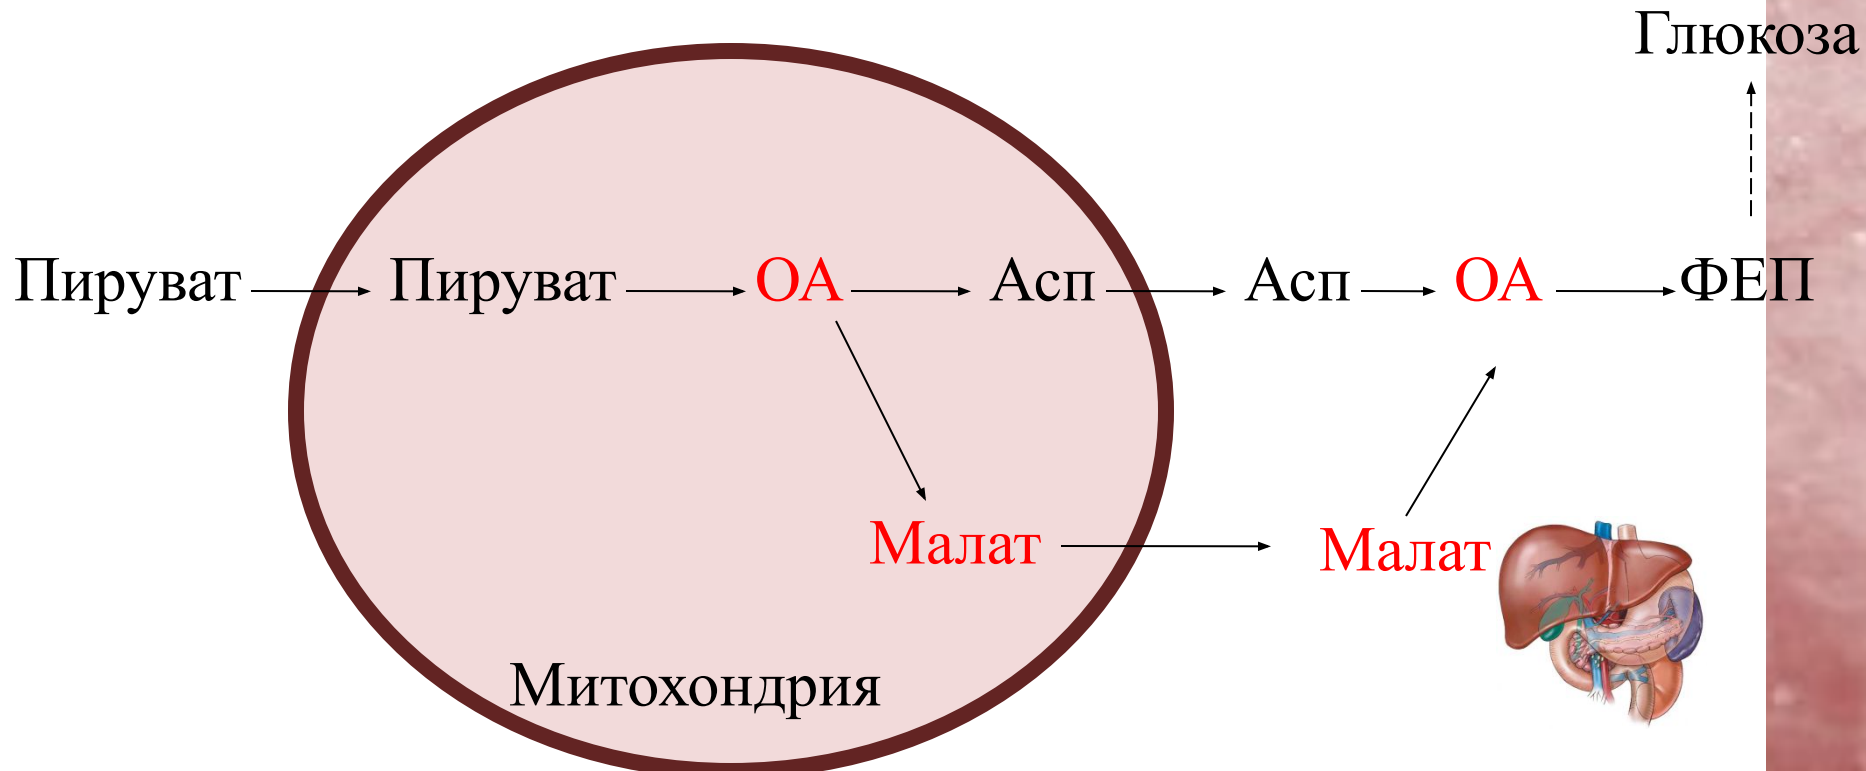 Глюкоза
Пируват Пируват ОА Асп Асп ОА ФЕП
Малат Малат
Митохондрия